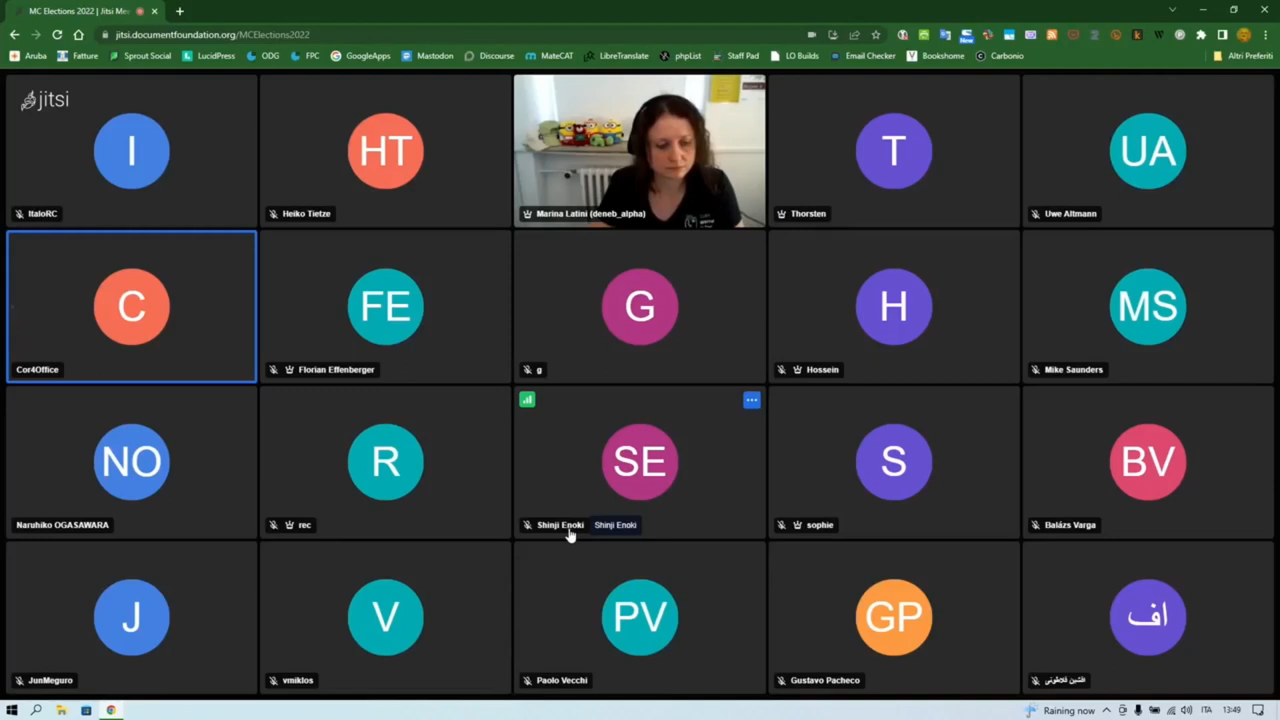 MC Elections 2022 | Jitsi Me
jitsi.documentfoundation.org/MCElections2022
Aruba Fatture Sprout Social LucidPress ODG FPC GoogleApps Mastodon Discourse MateCAT LibreTranslate phpList Staff Pad LO Builds Email Checker Bookshome Carbonio Altri Preferiti
jitsi
I HT T UA
ItaloRC Heiko Tietze Marina Latini (deneb_alpha) Thorsten Uwe Altmann
C FE G H MS
Cor4Office Florian Effenberger g Hossein Mike Saunders
NO R SE S BV
Naruhiko OGASAWARA rec Shinji Enoki Shinji Enoki sophie Balázs Varga
J V PV GP اف
JunMeguro vmiklos Paolo Vecchi Gustavo Pacheco افشین فلاطونی
Raining now ITA 13:49